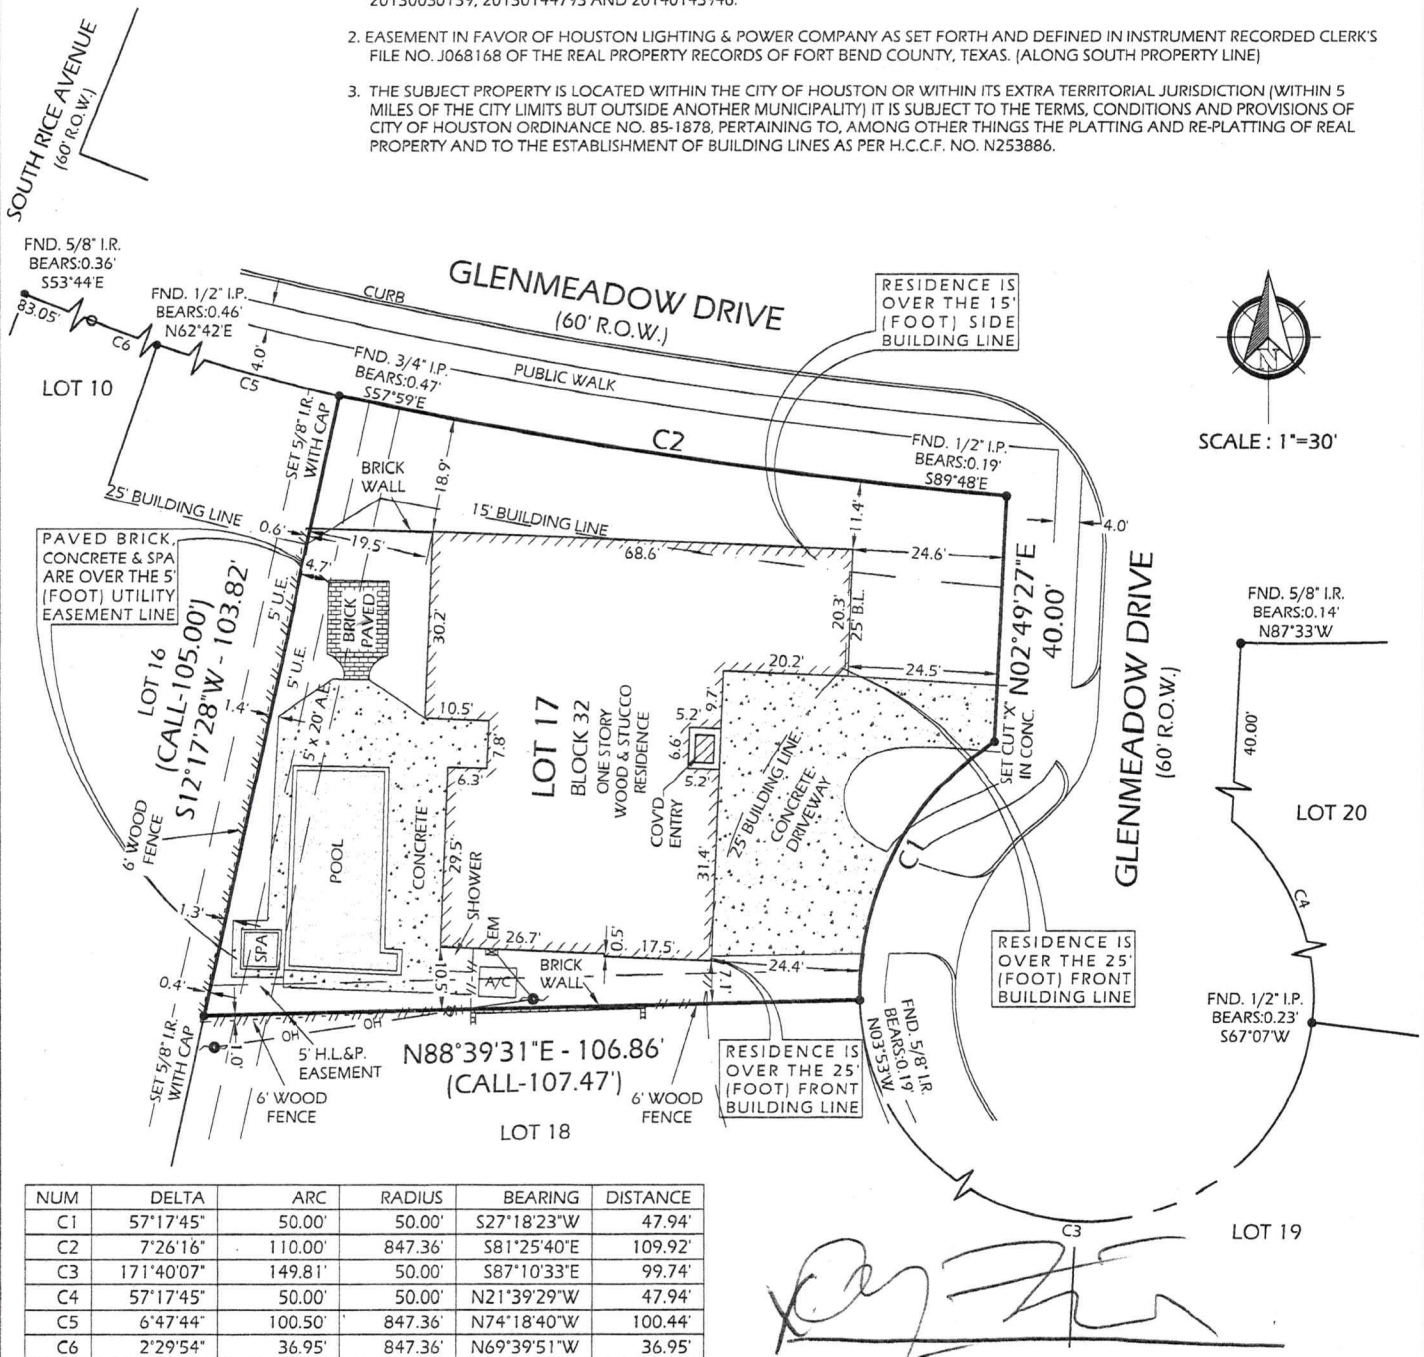 2. EASEMENT IN FAVOR OF HOUSTON LIGHTING & POWER COMPANY AS SET FORTH AND DEFINED IN INSTRUMENT RECORDED CLERK'S
FILE NO. J068168 OF THE REAL PROPERTY RECORDS OF FORT BEND COUNTY, TEXAS. (ALONG SOUTH PROPERTY LINE)
3. THE SUBJECT PROPERTY IS LOCATED WITHIN THE CITY OF HOUSTON OR WITHIN ITS EXTRA TERRITORIAL JURISDICTION (WITHIN 5
MILES OF THE CITY LIMITS BUT OUTSIDE ANOTHER MUNICIPALITY) IT IS SUBJECT TO THE TERMS, CONDITIONS AND PROVISIONS OF
CITY OF HOUSTON ORDINANCE NO. 85-1878, PERTAINING TO, AMONG OTHER THINGS THE PLATTING AND RE-PLATTING OF REAL
PROPERTY AND TO THE ESTABLISHMENT OF BUILDING LINES AS PER H.C.C.F. NO. N253886.
SOUTH RICE AVENUE
(60' R.O.W.)
FND. 5/8" I.R.
BEARS:0.36'
S53°44'E
83.05'
C6
FND. 1/2" I.P.
BEARS:0.46'
N62°42'E
LOT 10
C5
4.0'
CURB
GLENMEADOW DRIVE
(60' R.O.W.)
PUBLIC WALK
FND. 3/4" I.P.
BEARS:0.47'
S57°59'E
C2
RESIDENCE IS
OVER THE 15'
(FOOT) SIDE
BUILDING LINE
N
SCALE : 1"=30'
FND. 1/2" I.P.
BEARS:0.19'
S89°48'E
4.0'
SET 5/8" I.R.
WITH CAP
BRICK
WALL
18.9'
25' BUILDING LINE
0.6'
15' BUILDING LINE
11.4'
19.5'
68.6'
24.6'
PAVED BRICK,
CONCRETE & SPA
ARE OVER THE 5'
(FOOT) UTILITY
EASEMENT LINE
4.7'
5' U.E.
5' U.E.
LOT 16
(CALL-105.00')
S12°17'28"W - 103.82'
BRICK
PAVED
30.2'
20.3'
25' B.L.
N02°49'27"E
40.00'
GLENMEADOW DRIVE
(60' R.O.W.)
FND. 5/8" I.R.
BEARS:0.14'
N87°33'W
40.00'
LOT 20
C4
20.2'
24.5'
9.7'
1.4'
5' x 20' A.E.
10.5'
7.8'
6.3'
LOT 17
BLOCK 32
ONE STORY
WOOD & STUCCO
RESIDENCE
5.2'
6.6'
5.2'
COV'D
ENTRY
25' BUILDING LINE
CONCRETE
DRIVEWAY
SET CUT 'X'
IN CONC.
C1
6' WOOD
FENCE
POOL
CONCRETE
29.5'
SHOWER
31.4'
1.3'
SPA
EM
26.7'
0.5'
17.5'
24.4'
10.5'
A/C
BRICK
WALL
7.1'
0.4'
SET 5/8" I.R.
WITH CAP
OH
OH
5' H.L.&P.
EASEMENT
6' WOOD
FENCE
N88°39'31"E - 106.86'
(CALL-107.47')
6' WOOD
FENCE
LOT 18
RESIDENCE IS
OVER THE 25'
(FOOT) FRONT
BUILDING LINE
FND. 5/8" I.R.
BEARS:0.19'
N03°53'W
RESIDENCE IS
OVER THE 25'
(FOOT) FRONT
BUILDING LINE
FND. 1/2" I.P.
BEARS:0.23'
S67°07'W
C3
LOT 19
NUM DELTA ARC RADIUS BEARING DISTANCE
C1 57°17'45" 50.00' 50.00' S27°18'23"W 47.94'
C2 7°26'16" 110.00' 847.36' S81°25'40"E 109.92'
C3 171°40'07" 149.81' 50.00' S87°10'33"E 99.74'
C4 57°17'45" 50.00' 50.00' N21°39'29"W 47.94'
C5 6°47'44" 100.50' 847.36' N74°18'40"W 100.44'
C6 2°29'54" 36.95' 847.36' N69°39'51"W 36.95'